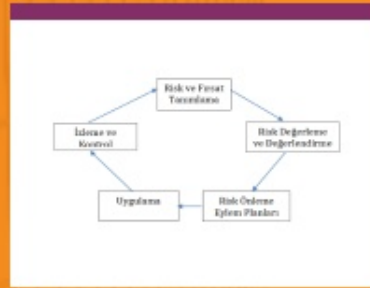 Risk ve Fırsat
Tanımlama
Risk Değerleme
ve Değerlendirme
Risk Önleme
Eylem Planları
Uygulama
İzleme ve
Kontrol